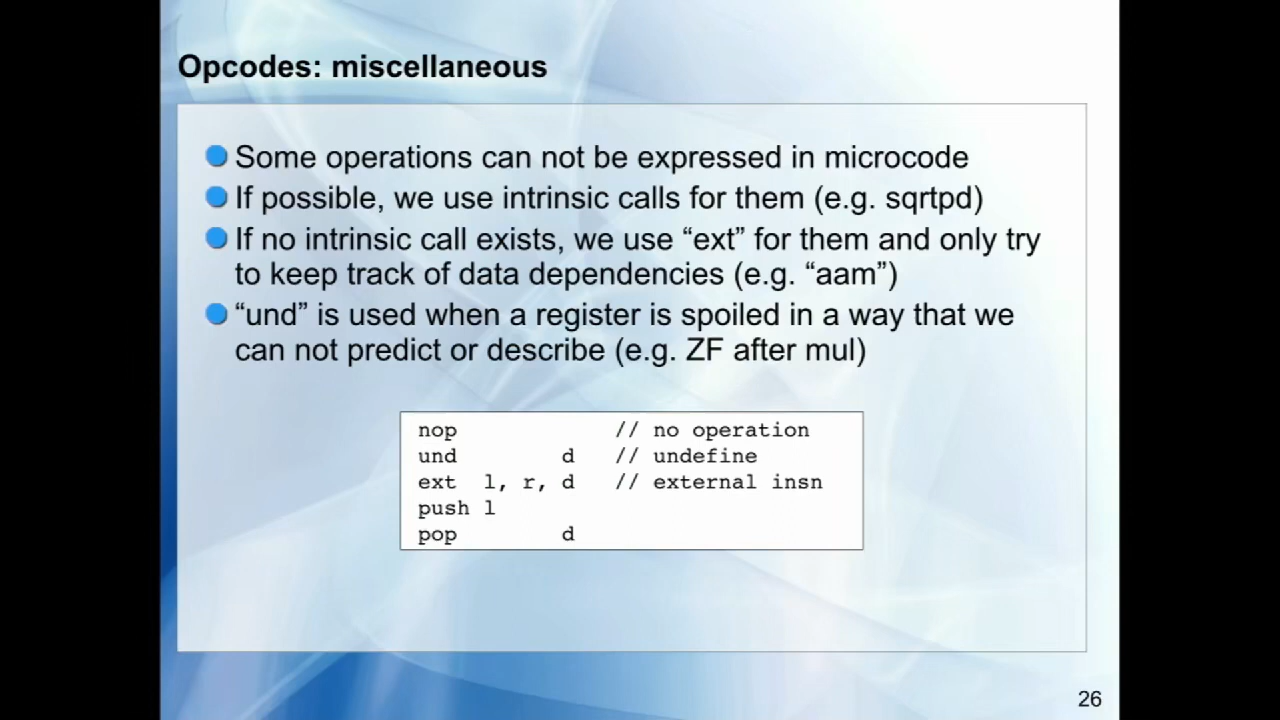 Opcodes: miscellaneous
Some operations can not be expressed in microcode
If possible, we use intrinsic calls for them (e.g. sqrtpd)
If no intrinsic call exists, we use “ext” for them and only try
to keep track of data dependencies (e.g. “aam”)
“und” is used when a register is spoiled in a way that we
can not predict or describe (e.g. ZF after mul)
nop            // no operation
und        d   // undefine
ext  l, r, d   // external insn
push l
pop        d
26